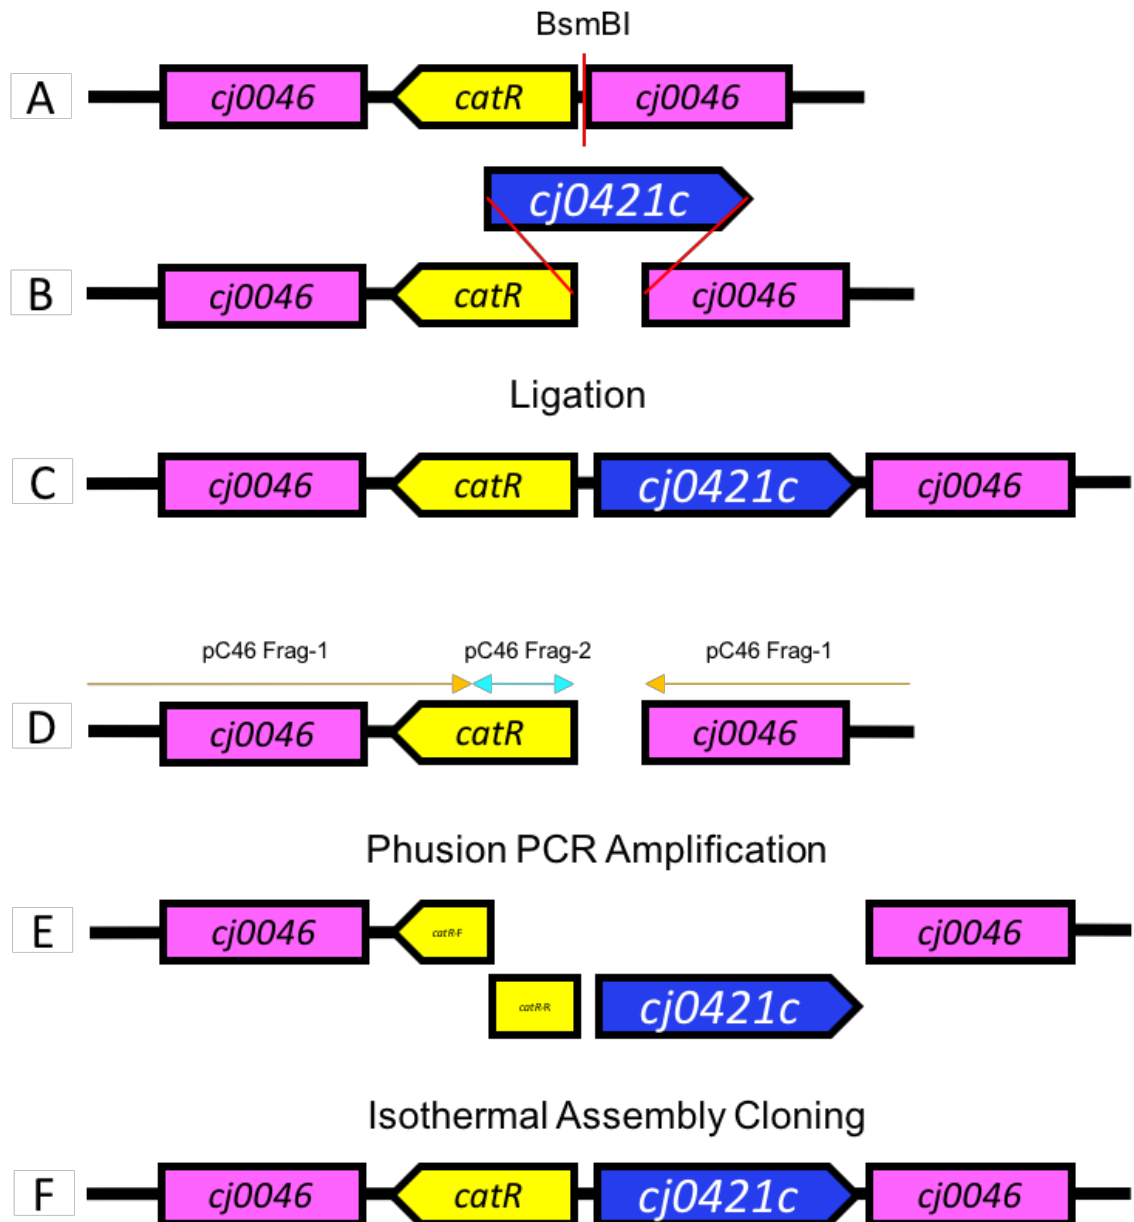 BsmBI
A cj0046 catR cj0046
cj0421c
B cj0046 catR cj0046
Ligation
C cj0046 catR cj0421c cj0046
pC46 Frag-1 pC46 Frag-2 pC46 Frag-1
D cj0046 catR cj0046
Phusion PCR Amplification
E cj0046 catR-F cj0046
catR-R cj0421c
Isothermal Assembly Cloning
F cj0046 catR cj0421c cj0046